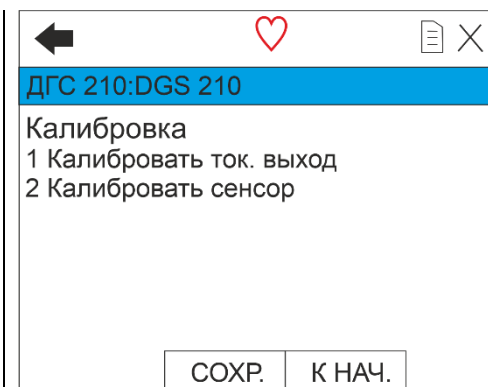 ДГС 210:DGS 210
Калибровка
1 Калибровать ток. выход
2 Калибровать сенсор
СОХР.
К НАЧ.